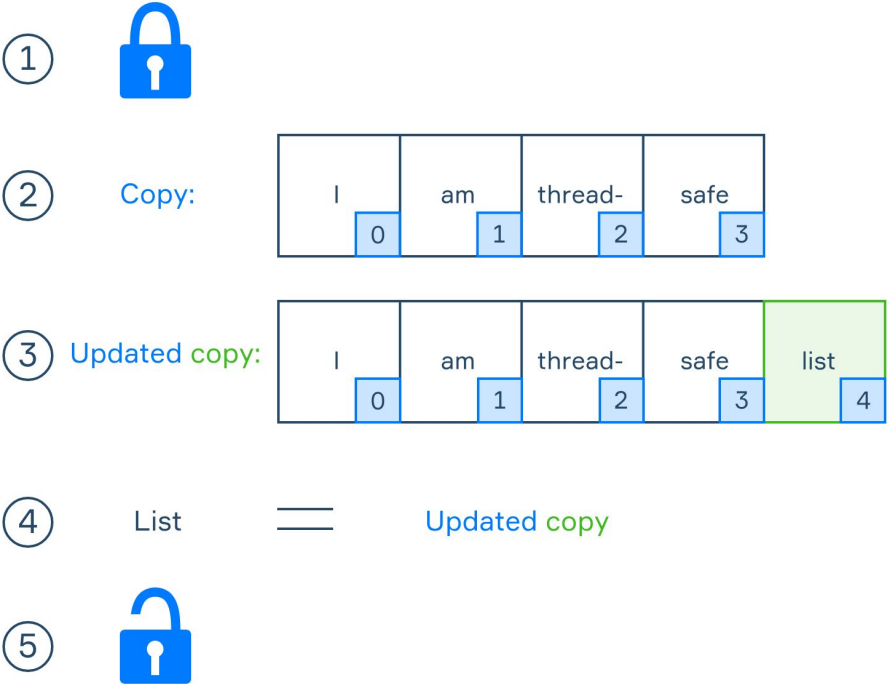 1
2 Copy: I am thread- safe
0 1 2 3
3 Updated copy: I am thread- safe list
0 1 2 3 4
4 List = Updated copy
5